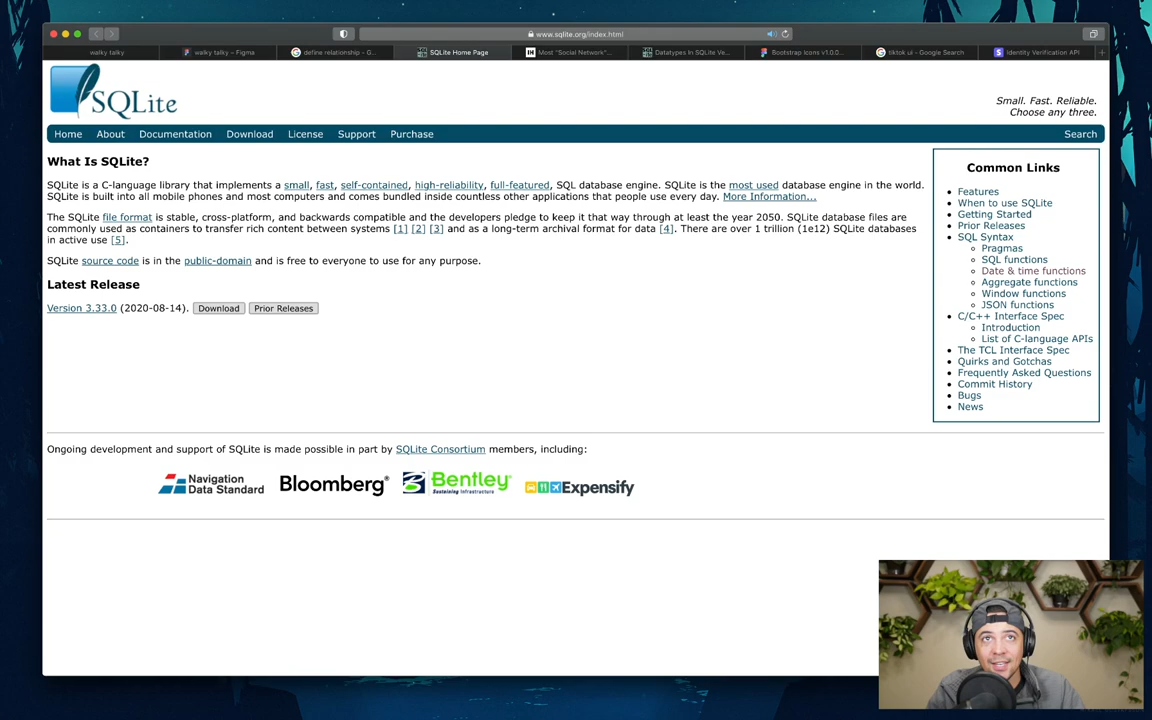 www.sqlite.org/index.html
walky talky
walky talky – Figma
define relationship - G...
SQLite Home Page
Most "Social Network"...
Datatypes In SQLite Ve...
Bootstrap Icons v1.0.0...
tiktok ui - Google Search
Identity Verification API
SQLite
Small. Fast. Reliable.
Choose any three.
Home About Documentation Download License Support Purchase Search
What Is SQLite?
SQLite is a C-language library that implements a small, fast, self-contained, high-reliability, full-featured, SQL database engine. SQLite is the most used database engine in the world.
SQLite is built into all mobile phones and most computers and comes bundled inside countless other applications that people use every day. More Information...
The SQLite file format is stable, cross-platform, and backwards compatible and the developers pledge to keep it that way through at least the year 2050. SQLite database files are
commonly used as containers to transfer rich content between systems [1] [2] [3] and as a long-term archival format for data [4]. There are over 1 trillion (1e12) SQLite databases
in active use [5].
SQLite source code is in the public-domain and is free to everyone to use for any purpose.
Latest Release
Version 3.33.0 (2020-08-14). Download Prior Releases
Common Links
Features
When to use SQLite
Getting Started
Prior Releases
SQL Syntax
Pragmas
SQL functions
Date & time functions
Aggregate functions
Window functions
JSON functions
C/C++ Interface Spec
Introduction
List of C-language APIs
The TCL Interface Spec
Quirks and Gotchas
Frequently Asked Questions
Commit History
Bugs
News
Ongoing development and support of SQLite is made possible in part by SQLite Consortium members, including:
Navigation
Data Standard
Bloomberg®
Bentley®
Sustaining Infrastructure
Expensify